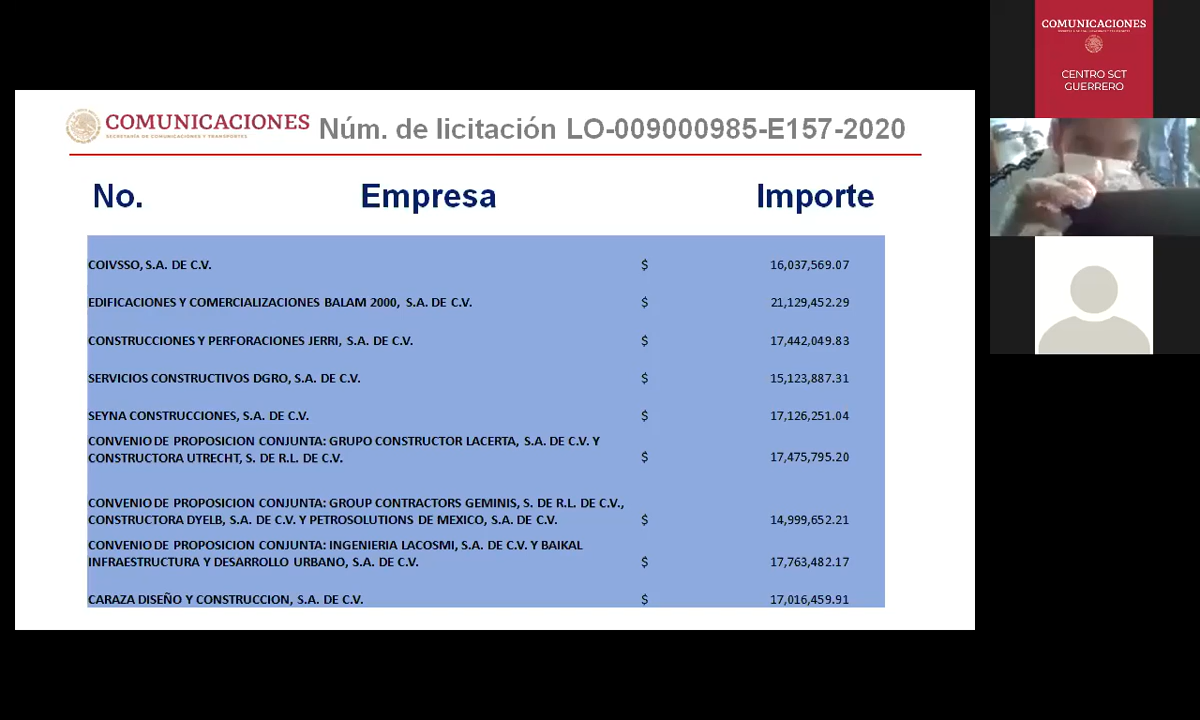 COMUNICACIONES
SECRETARÍA DE COMUNICACIONES Y TRANSPORTES
Núm. de licitación LO-009000985-E157-2020
No. Empresa Importe
COIVSSO, S.A. DE C.V. $ 16,037,569.07
EDIFICACIONES Y COMERCIALIZACIONES BALAM 2000, S.A. DE C.V. $ 21,129,452.29
CONSTRUCCIONES Y PERFORACIONES JERRI, S.A. DE C.V. $ 17,442,049.83
SERVICIOS CONSTRUCTIVOS DGRO, S.A. DE C.V. $ 15,123,887.31
SEYNA CONSTRUCCIONES, S.A. DE C.V. $ 17,126,251.04
CONVENIO DE PROPOSICION CONJUNTA: GRUPO CONSTRUCTOR LACERTA, S.A. DE C.V. Y
CONSTRUCTORA UTRECHT, S. DE R.L. DE C.V. $ 17,475,795.20
CONVENIO DE PROPOSICION CONJUNTA: GROUP CONTRACTORS GEMINIS, S. DE R.L. DE C.V.,
CONSTRUCTORA DYELB, S.A. DE C.V. Y PETROSOLUTIONS DE MEXICO, S.A. DE C.V. $ 14,999,652.21
CONVENIO DE PROPOSICION CONJUNTA: INGENIERIA LACOSMI, S.A. DE C.V. Y BAIKAL
INFRAESTRUCTURA Y DESARROLLO URBANO, S.A. DE C.V. $ 17,763,482.17
CARAZA DISEÑO Y CONSTRUCCION, S.A. DE C.V. $ 17,016,459.91
COMUNICACIONES
CENTRO SCT
GUERRERO